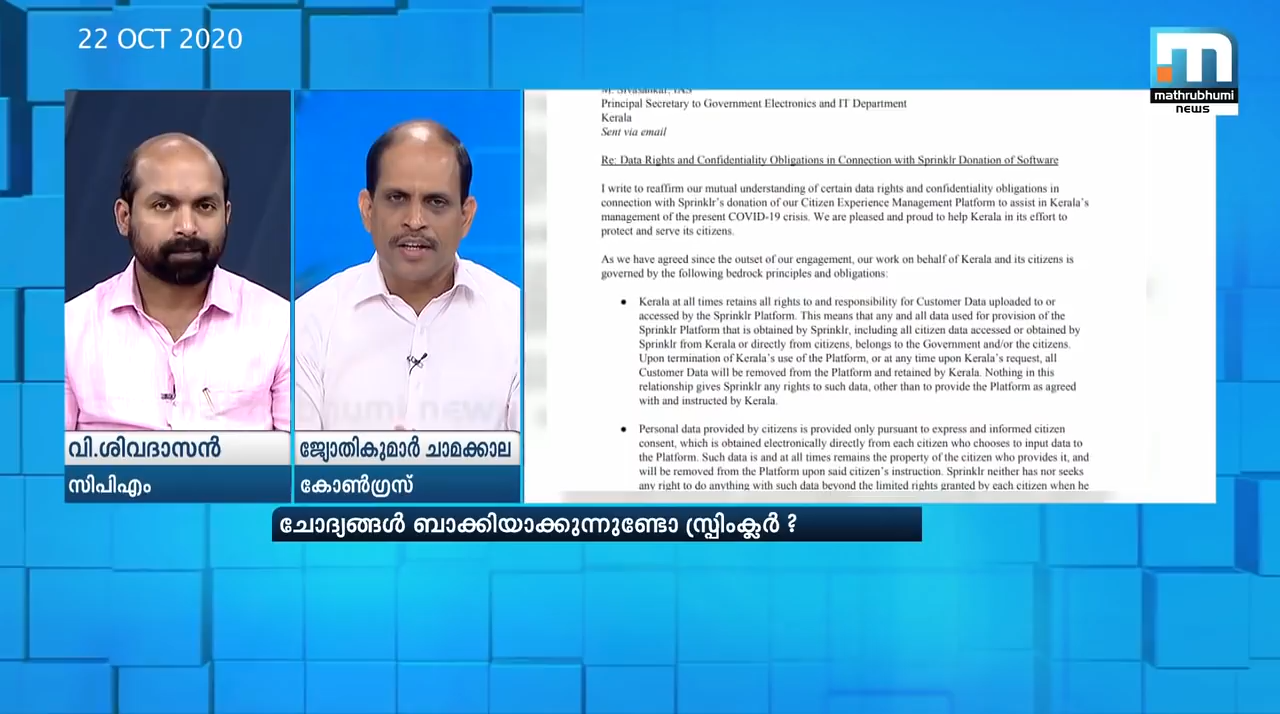 22 OCT 2020
mathrubhumi
news
M. Sivasankar, IAS
Principal Secretary to Government Electronics and IT Department
Kerala
Sent via email
Re: Data Rights and Confidentiality Obligations in Connection with Sprinklr Donation of Software
I write to reaffirm our mutual understanding of certain data rights and confidentiality obligations in
connection with Sprinklr's donation of our Citizen Experience Management Platform to assist in Kerala's
management of the present COVID-19 crisis. We are pleased and proud to help Kerala in its effort to
protect and serve its citizens.
As we have agreed since the outset of our engagement, our work on behalf of Kerala and its citizens is
governed by the following bedrock principles and obligations:
● Kerala at all times retains all rights to and responsibility for Customer Data uploaded to or
accessed by the Sprinklr Platform. This means that any and all data used for provision of the
Sprinklr Platform that is obtained by Sprinklr, including all citizen data accessed or obtained by
Sprinklr from Kerala or directly from citizens, belongs to the Government and/or the citizens.
Upon termination of Kerala's use of the Platform, or at any time upon Kerala's request, all
Customer Data will be removed from the Platform and retained by Kerala. Nothing in this
relationship gives Sprinklr any rights to such data, other than to provide the Platform as agreed
with and instructed by Kerala.
● Personal data provided by citizens is provided only pursuant to express and informed citizen
consent, which is obtained electronically directly from each citizen who chooses to input data to
the Platform. Such data is and at all times remains the property of the citizen who provides it, and
will be removed from the Platform upon said citizen's instruction. Sprinklr neither has nor seeks
any right to do anything with such data beyond the limited rights granted by each citizen when he
വി.ശിവദാസൻ
സിപിഎം
ജ്യോതികുമാർ ചാമക്കാല
കോൺഗ്രസ്
ചോദ്യങ്ങൾ ബാക്കിയാക്കുന്നുണ്ടോ സ്പ്രിംക്ലർ ?